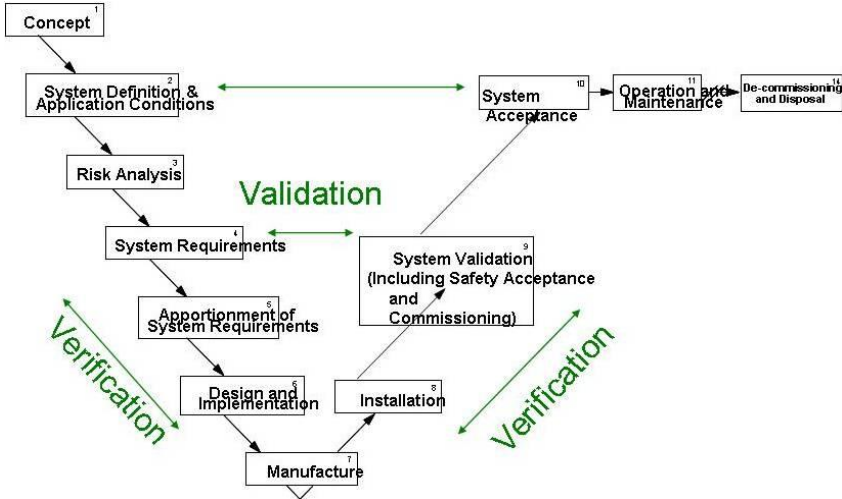 Concept
1
System Definition &
Application Conditions
2
Risk Analysis
3
System Requirements
4
Apportionment of
System Requirements
5
Design and
Implementation
6
Manufacture
7
Installation
8
System Validation
(Including Safety Acceptance
and
Commissioning)
9
System
Acceptance
10
Operation and
Maintenance
11
De-commissioning
and Disposal
14
Validation
Verification
Verification